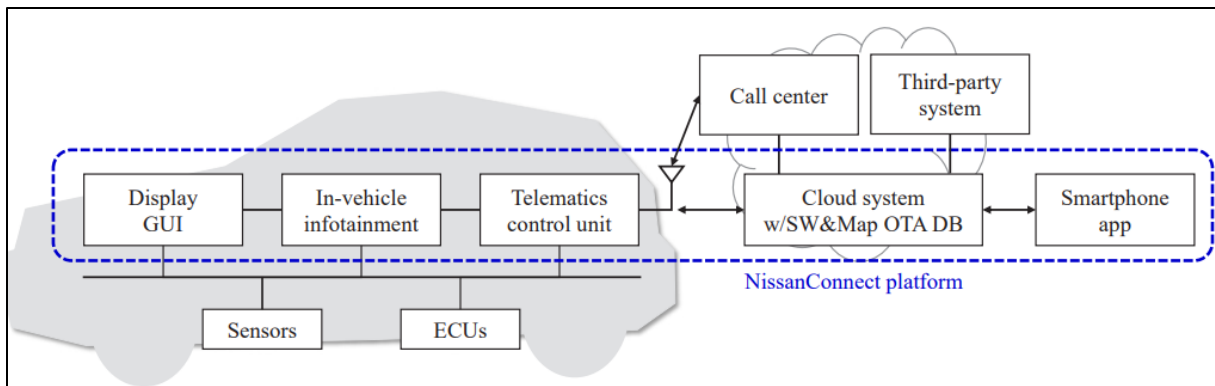 Call center
Third-party
system
Display
GUI
In-vehicle
infotainment
Telematics
control unit
Cloud system
w/SW&Map OTA DB
Smartphone
app
NissanConnect platform
Sensors
ECUs